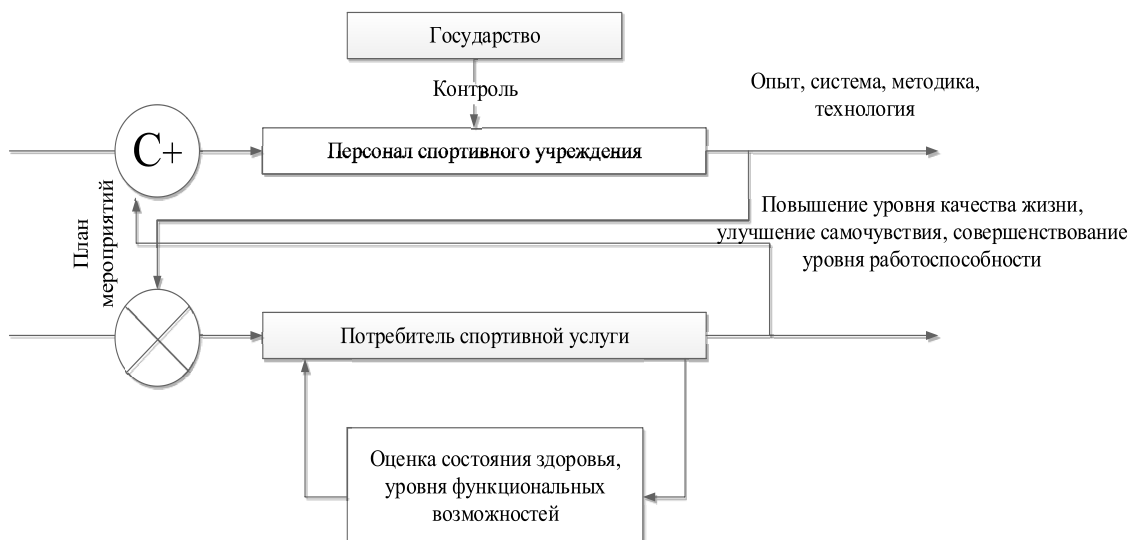 Государство
Контроль
Опыт, система, методика,
технология
С+
Персонал спортивного учреждения
План
мероприятий
Повышение уровня качества жизни,
улучшение самочувствия, совершенствование
уровня работоспособности
Потребитель спортивной услуги
Оценка состояния здоровья,
уровня функциональных
возможностей